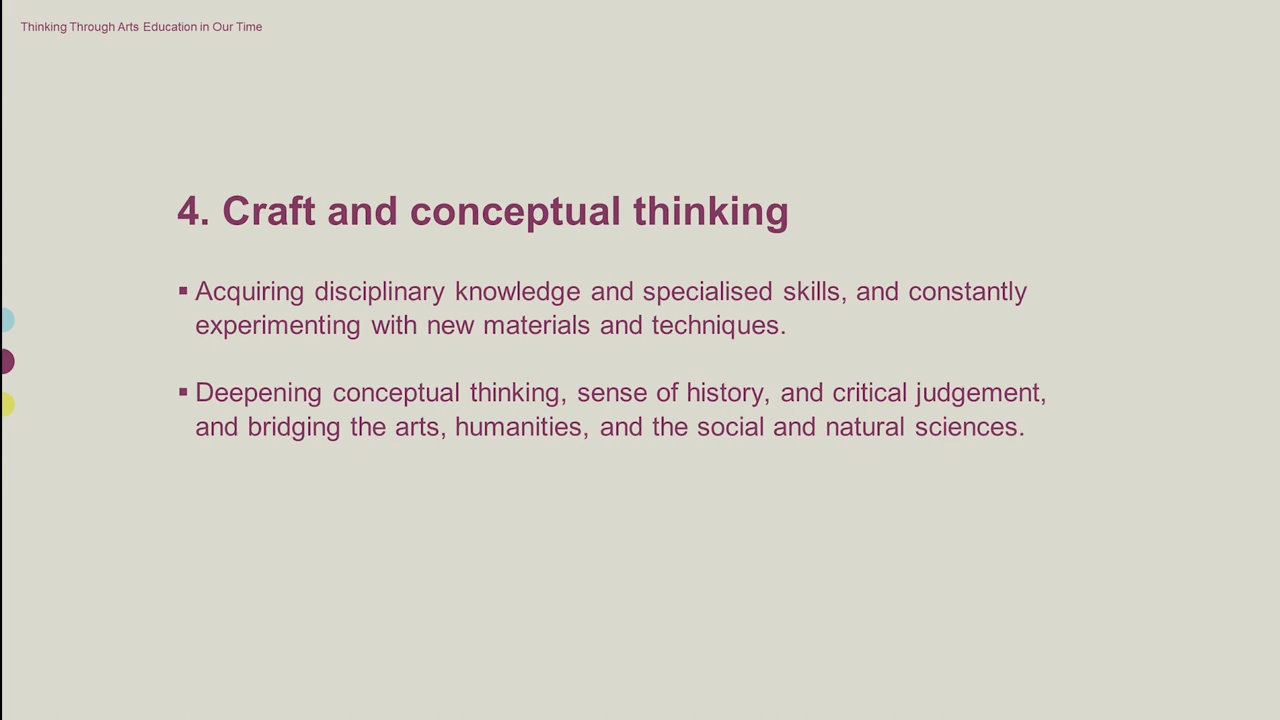 Thinking Through Arts Education in Our Time
4. Craft and conceptual thinking
▪ Acquiring disciplinary knowledge and specialised skills, and constantly
experimenting with new materials and techniques.
▪ Deepening conceptual thinking, sense of history, and critical judgement,
and bridging the arts, humanities, and the social and natural sciences.